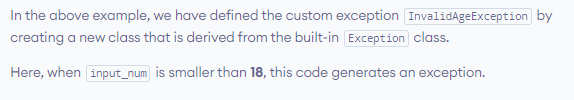 In the above example, we have defined the custom exception InvalidAgeException by
creating a new class that is derived from the built-in Exception class.
Here, when input_num is smaller than 18, this code generates an exception.